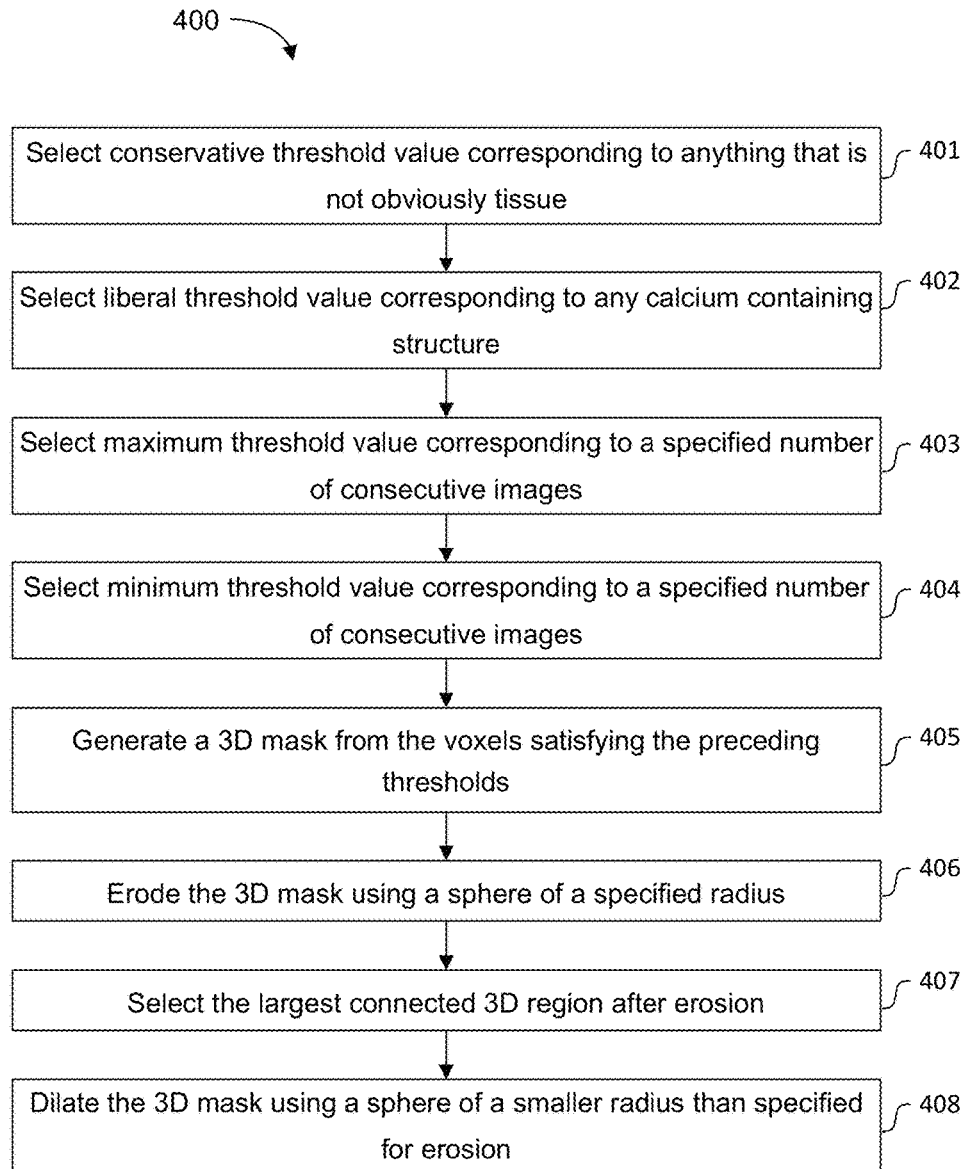 400
Select conservative threshold value corresponding to anything that is
not obviously tissue
401
Select liberal threshold value corresponding to any calcium containing
structure
402
Select maximum threshold value corresponding to a specified number
of consecutive images
403
Select minimum threshold value corresponding to a specified number
of consecutive images
404
Generate a 3D mask from the voxels satisfying the preceding
thresholds
405
Erode the 3D mask using a sphere of a specified radius
406
Select the largest connected 3D region after erosion
407
Dilate the 3D mask using a sphere of a smaller radius than specified
for erosion
408